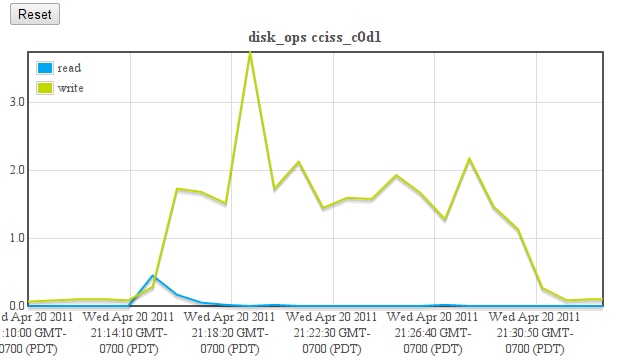 Reset
disk_ops cciss_c0d1
read
write
3.0
2.0
1.0
0.0
d Apr 20 2011 Wed Apr 20 2011 Wed Apr 20 2011 Wed Apr 20 2011 Wed Apr 20 2011 Wed Apr 20 2011
:10:00 GMT- 21:14:10 GMT- 21:18:20 GMT- 21:22:30 GMT- 21:26:40 GMT- 21:30:50 GMT-
0700 (PDT) 0700 (PDT) 0700 (PDT) 0700 (PDT) 0700 (PDT) 0700 (PDT)